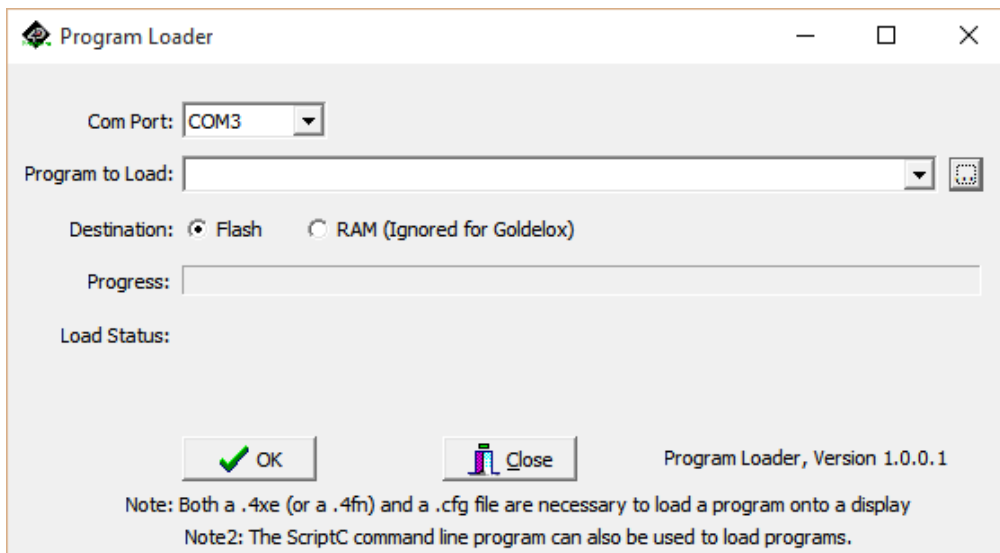 Program Loader
Com Port: COM3
Program to Load: ...
Destination: Flash RAM (Ignored for Goldelox)
Progress:
Load Status:
OK Close Program Loader, Version 1.0.0.1
Note: Both a .4xe (or a .4fn) and a .cfg file are necessary to load a program onto a display
Note2: The ScriptC command line program can also be used to load programs.